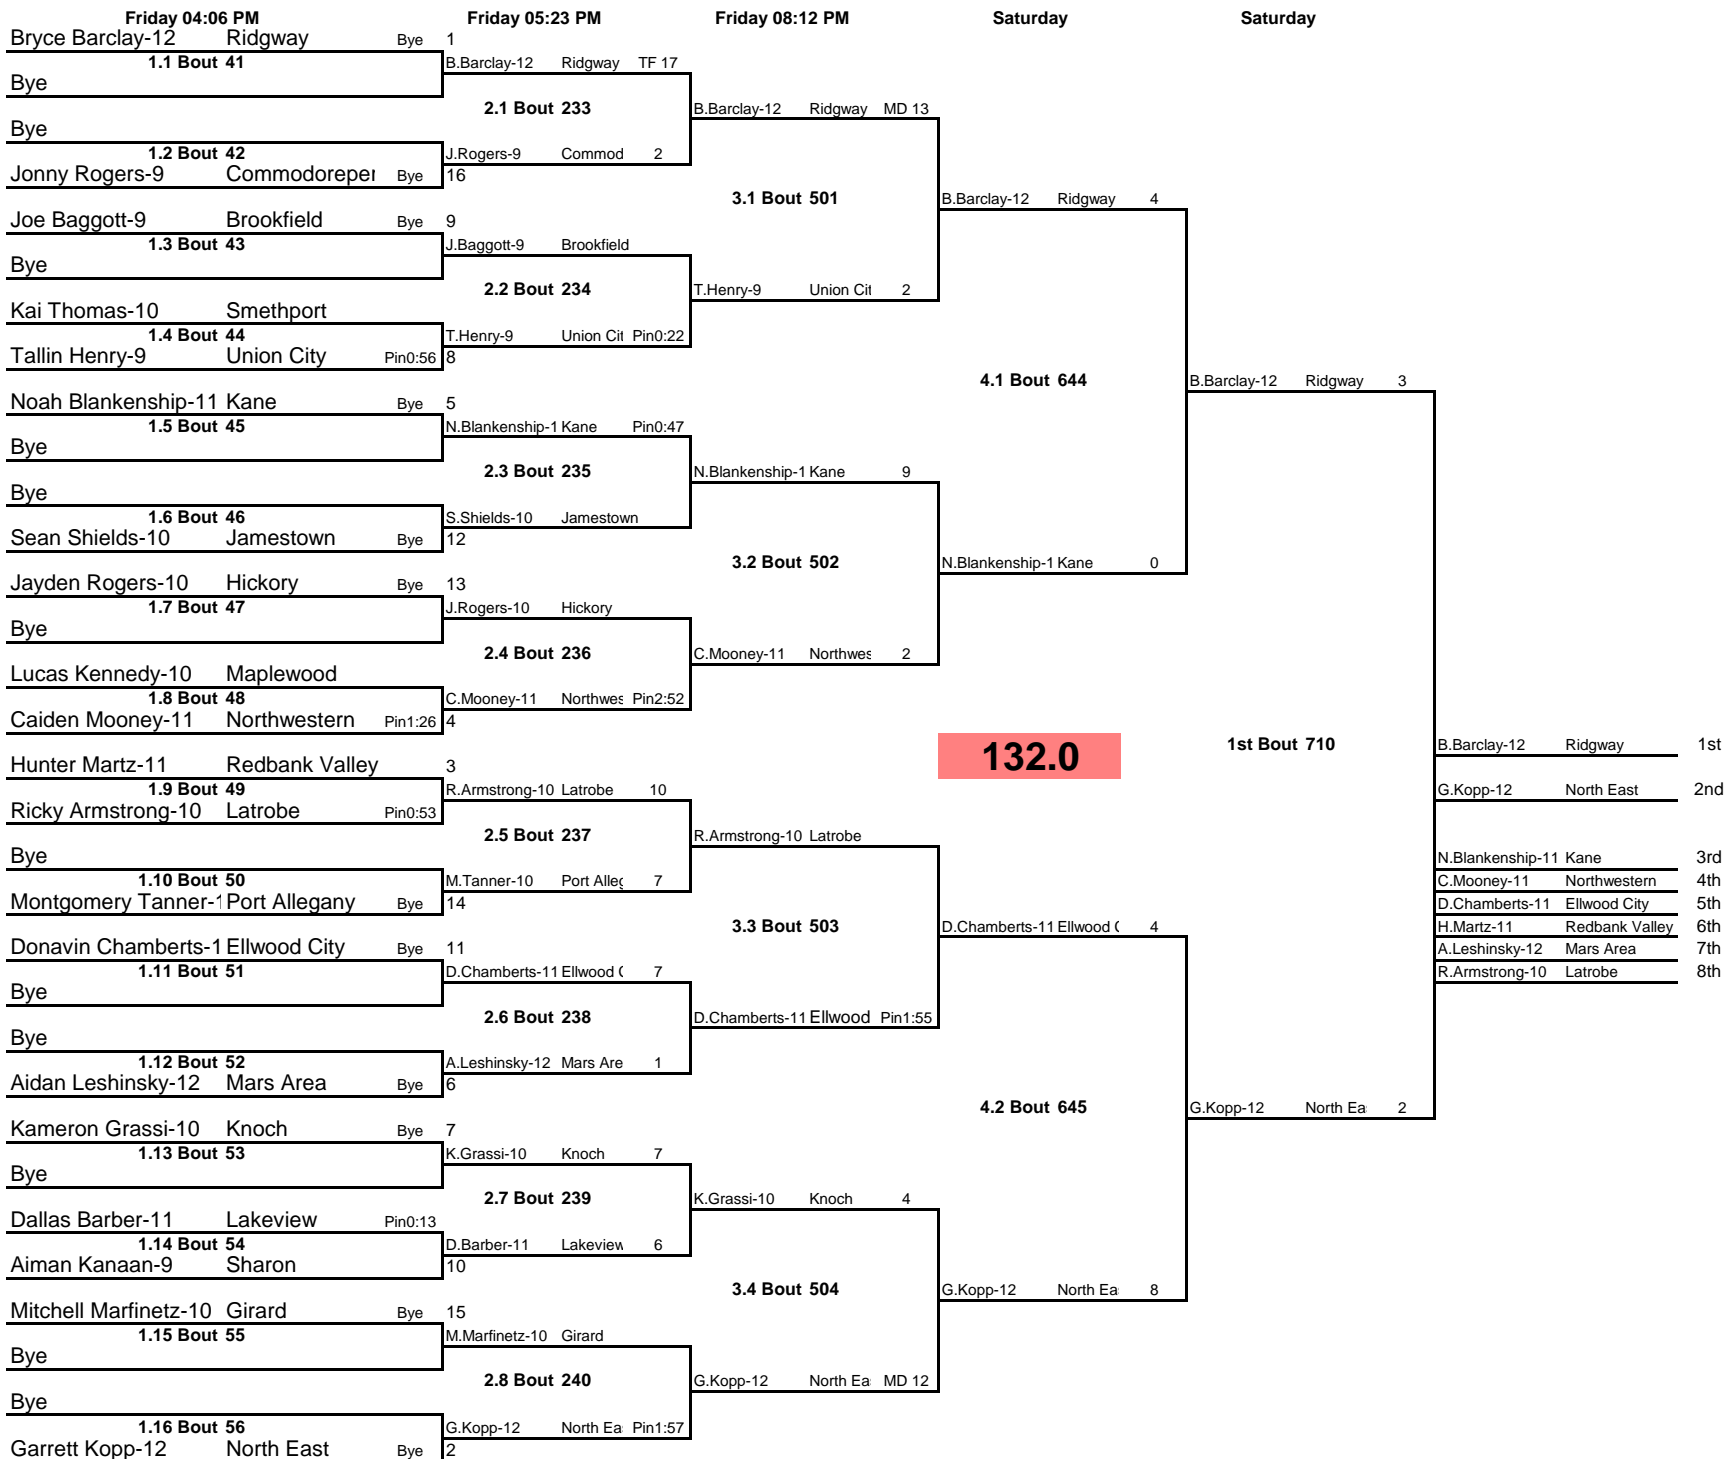 Friday 04:06 PM Friday 05:23 PM Friday 08:12 PM Saturday Saturday
Bryce Barclay-12 Ridgway Bye 1
1.1 Bout 41
B.Barclay-12 Ridgway TF 17
Bye
2.1 Bout 233
B.Barclay-12 Ridgway MD 13
Bye
1.2 Bout 42
J.Rogers-9 Commod 2
Jonny Rogers-9 Commodoreper Bye 16
3.1 Bout 501
B.Barclay-12 Ridgway 4
Joe Baggott-9 Brookfield Bye 9
1.3 Bout 43
J.Baggott-9 Brookfield
Bye
2.2 Bout 234
T.Henry-9 Union Cit 2
Kai Thomas-10 Smethport
1.4 Bout 44
T.Henry-9 Union Cit Pin0:22
Tallin Henry-9 Union City Pin0:56 8
4.1 Bout 644
B.Barclay-12 Ridgway 3
Noah Blankenship-11 Kane Bye 5
1.5 Bout 45
N.Blankenship-1 Kane Pin0:47
Bye
2.3 Bout 235
N.Blankenship-1 Kane 9
Bye
1.6 Bout 46
S.Shields-10 Jamestown
Sean Shields-10 Jamestown Bye 12
3.2 Bout 502
N.Blankenship-1 Kane 0
Jayden Rogers-10 Hickory Bye 13
1.7 Bout 47
J.Rogers-10 Hickory
Bye
2.4 Bout 236
C.Mooney-11 Northwes 2
Lucas Kennedy-10 Maplewood
1.8 Bout 48
C.Mooney-11 Northwes Pin2:52
Caiden Mooney-11 Northwestern Pin1:26 4
132.0
1st Bout 710
B.Barclay-12 Ridgway 1st
Hunter Martz-11 Redbank Valley 3
1.9 Bout 49
R.Armstrong-10 Latrobe 10
G.Kopp-12 North East 2nd
Ricky Armstrong-10 Latrobe Pin0:53
2.5 Bout 237
R.Armstrong-10 Latrobe
Bye
N.Blankenship-11 Kane 3rd
1.10 Bout 50
M.Tanner-10 Port Alleg 7
C.Mooney-11 Northwestern 4th
Montgomery Tanner-1 Port Allegany Bye 14
D.Chamberts-11 Ellwood City 5th
3.3 Bout 503
D.Chamberts-11 Ellwood C 4
H.Martz-11 Redbank Valley 6th
Donavin Chamberts-1 Ellwood City Bye 11
A.Leshinsky-12 Mars Area 7th
1.11 Bout 51
D.Chamberts-11 Ellwood C 7
R.Armstrong-10 Latrobe 8th
Bye
2.6 Bout 238
D.Chamberts-11 Ellwood Pin1:55
Bye
1.12 Bout 52
A.Leshinsky-12 Mars Are 1
Aidan Leshinsky-12 Mars Area Bye 6
4.2 Bout 645
G.Kopp-12 North Ea 2
Kameron Grassi-10 Knoch Bye 7
1.13 Bout 53
K.Grassi-10 Knoch 7
Bye
2.7 Bout 239
K.Grassi-10 Knoch 4
Dallas Barber-11 Lakeview Pin0:13
1.14 Bout 54
D.Barber-11 Lakeview 6
Aiman Kanaan-9 Sharon 10
3.4 Bout 504
G.Kopp-12 North Ea 8
Mitchell Marfinetz-10 Girard Bye 15
1.15 Bout 55
M.Marfinetz-10 Girard
Bye
2.8 Bout 240
G.Kopp-12 North Ea MD 12
Bye
1.16 Bout 56
G.Kopp-12 North Ea Pin1:57
Garrett Kopp-12 North East Bye 2